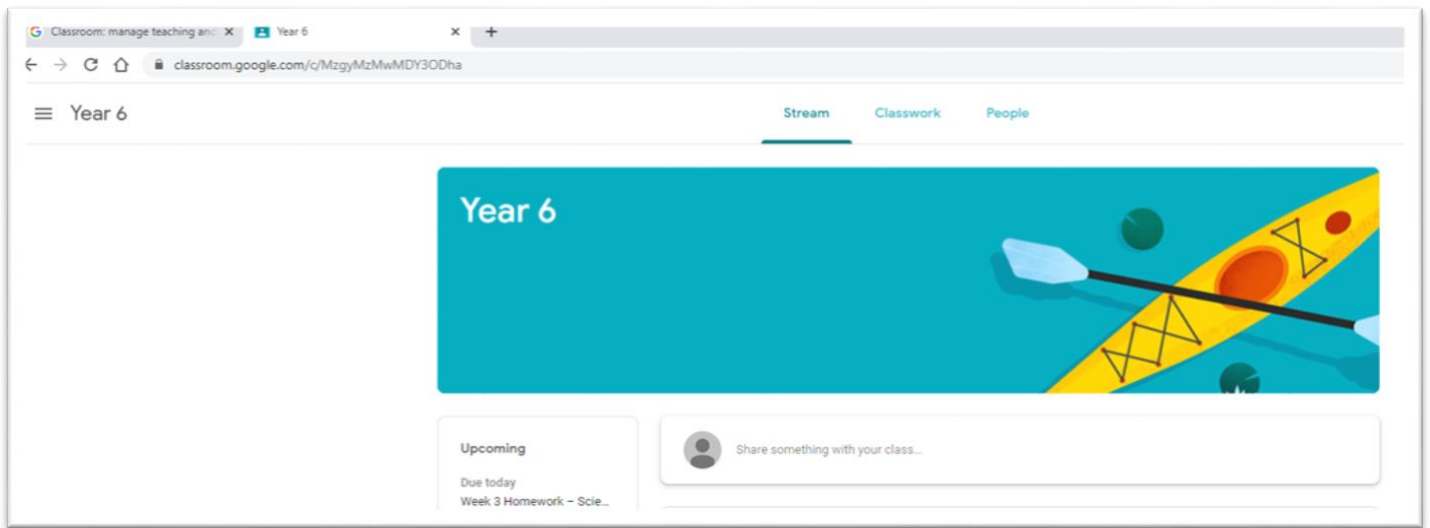 Classroom: manage teaching and
Year 6
classroom.google.com/c/MzgyMzMwMDY3ODha
Year 6
Stream Classwork People
Year 6
Upcoming
Share something with your class...
Due today
Week 3 Homework – Scie...